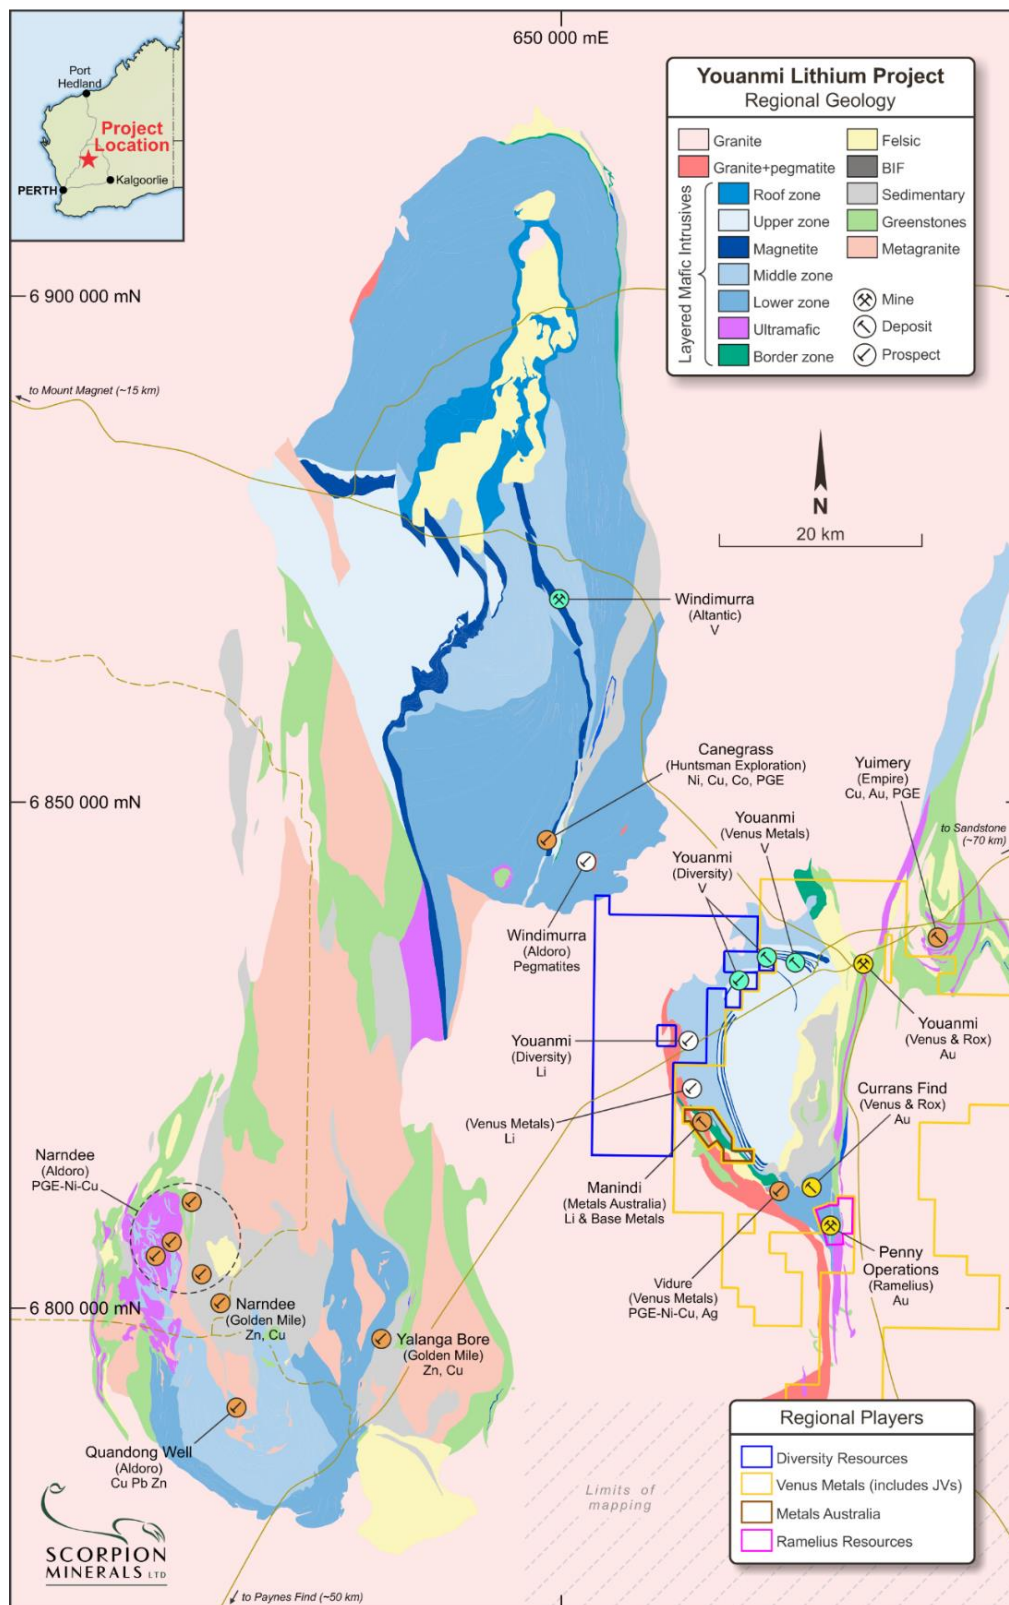 650 000 mE
Port
Hedland
Project
Location
PERTH
Kalgoorlie
Youanmi Lithium Project
Regional Geology
Granite
Granite+pegmatite
Layered Mafic Intrusives
Roof zone
Upper zone
Magnetite
Middle zone
Lower zone
Ultramafic
Border zone
Felsic
BIF
Sedimentary
Greenstones
Metagranite
Mine
Deposit
Prospect
6 900 000 mN
to Mount Magnet (~15 km)
N
20 km
Windimurra
(Altantic)
V
Canegrass
(Huntsman Exploration)
Ni, Cu, Co, PGE
Yuimery
(Empire)
Cu, Au, PGE
6 850 000 mN
Youanmi
(Venus Metals)
V
to Sandstone
(~70 km)
Youanmi
(Diversity)
V
Windimurra
(Aldoro)
Pegmatites
Youanmi
(Venus & Rox)
Au
Youanmi
(Diversity)
Li
Currans Find
(Venus & Rox)
Au
(Venus Metals)
Li
Narndee
(Aldoro)
PGE-Ni-Cu
Manindi
(Metals Australia)
Li & Base Metals
Penny
Operations
(Ramelius)
Au
Vidure
(Venus Metals)
PGE-Ni-Cu, Ag
6 800 000 mN
Narndee
(Golden Mile)
Zn, Cu
Yalanga Bore
(Golden Mile)
Zn, Cu
Quandong Well
(Aldoro)
Cu Pb Zn
Limits of
mapping
Regional Players
Diversity Resources
Venus Metals (includes JVs)
Metals Australia
Ramelius Resources
SCORPION
MINERALS LTD
to Paynes Find (~50 km)